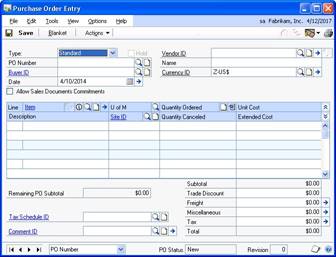 Purchase Order Entry
File Edit Tools View Options Help sa Fabrikam, Inc. 4/12/2017
Save Blanket Actions
Type: Standard Hold Vendor ID
PO Number Name
Buyer ID Currency ID Z-US$
Date 4/10/2014
Allow Sales Documents Commitments
Line Item U of M Quantity Ordered Unit Cost
Description Site ID Quantity Canceled Extended Cost
Subtotal $0.00
Remaining PO Subtotal $0.00 Trade Discount $0.00
Freight $0.00
Miscellaneous $0.00
Tax Schedule ID Tax $0.00
Comment ID Total $0.00
PO Number PO Status New Revision 0